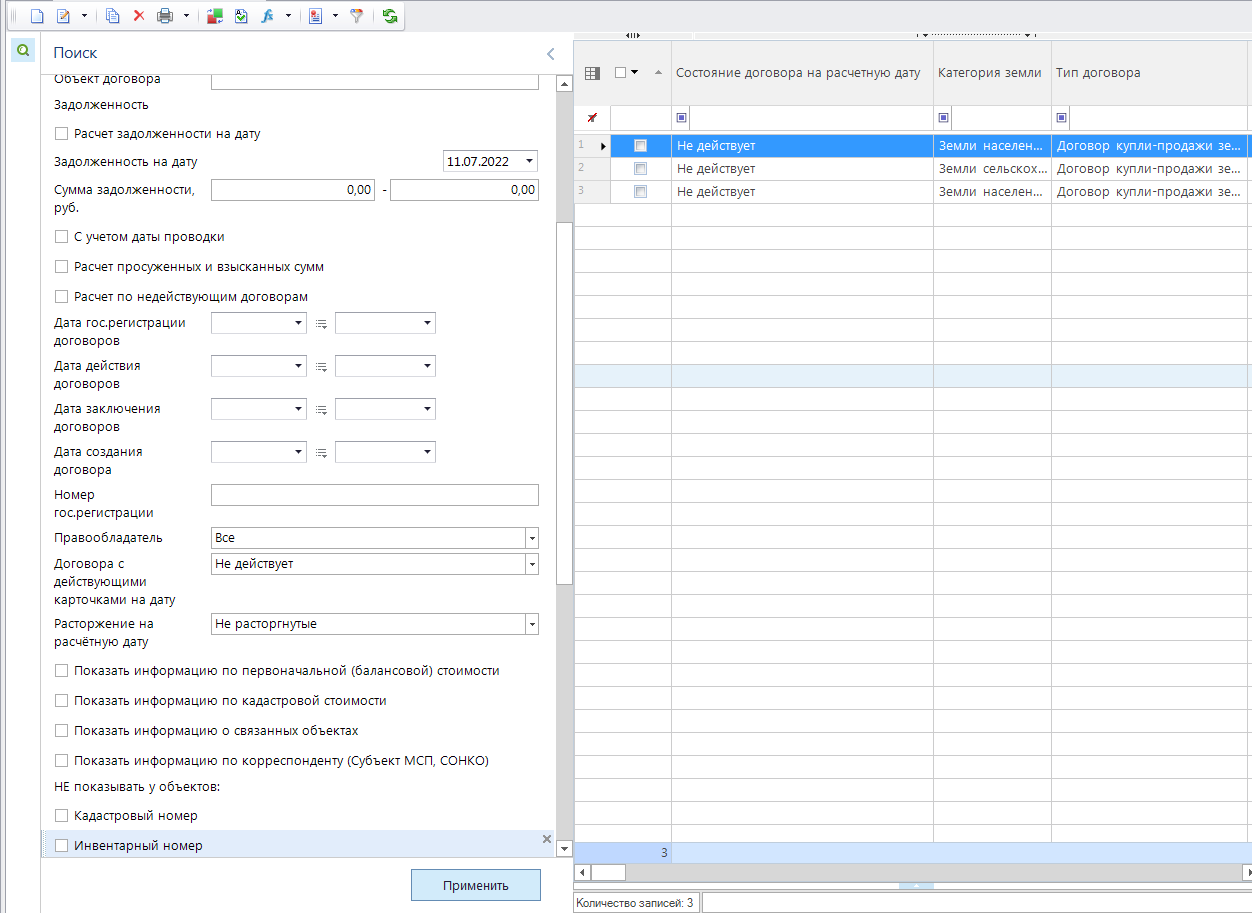 Поиск
Объект договора
Задолженность
Расчет задолженности на дату
Задолженность на дату
11.07.2022
Сумма задолженности,
руб.
0,00 - 0,00
С учетом даты проводки
Расчет просуженных и взысканных сумм
Расчет по недействующим договорам
Дата гос.регистрации
договоров
Дата действия
договоров
Дата заключения
договоров
Дата создания
договора
Номер
гос.регистрации
Правообладатель
Все
Договора с
действующими
карточками на дату
Не действует
Расторжение на
расчётную дату
Не расторгнутые
Показать информацию по первоначальной (балансовой) стоимости
Показать информацию по кадастровой стоимости
Показать информацию о связанных объектах
Показать информацию по корреспонденту (Субъект МСП, СОНКО)
НЕ показывать у объектов:
Кадастровый номер
Инвентарный номер
Применить
Состояние договора на расчетную дату Категория земли Тип договора
1 Не действует Земли населен... Договор купли-продажи зе...
2 Не действует Земли сельскох... Договор купли-продажи зе...
3 Не действует Земли населен... Договор купли-продажи зе...
3
Количество записей: 3